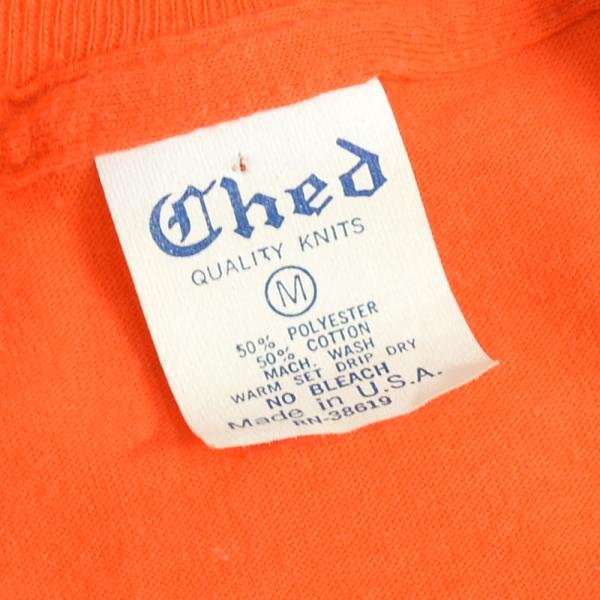 Ched
QUALITY KNITS
M
50% POLYESTER
50% COTTON
MACH. WASH
WARM SET DRIP DRY
NO BLEACH
Made in U.S.A.
RN-38619